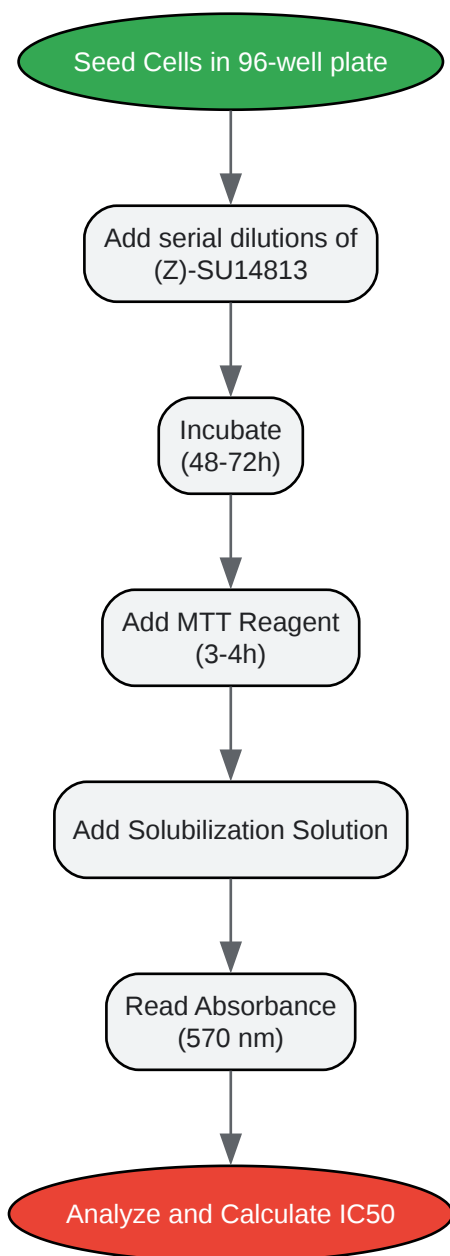 Seed Cells in 96-well plate
Add serial dilutions of
(Z)-SU14813
Incubate
(48-72h)
Add MTT Reagent
(3-4h)
Add Solubilization Solution
Read Absorbance
(570 nm)
Analyze and Calculate IC50